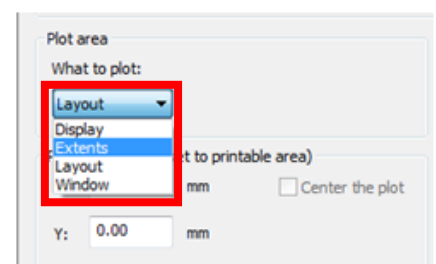 Plot area
What to plot:
Layout
Display
Extents
Layout
Window
to printable area)
mm
Center the plot
Y: 0.00 mm